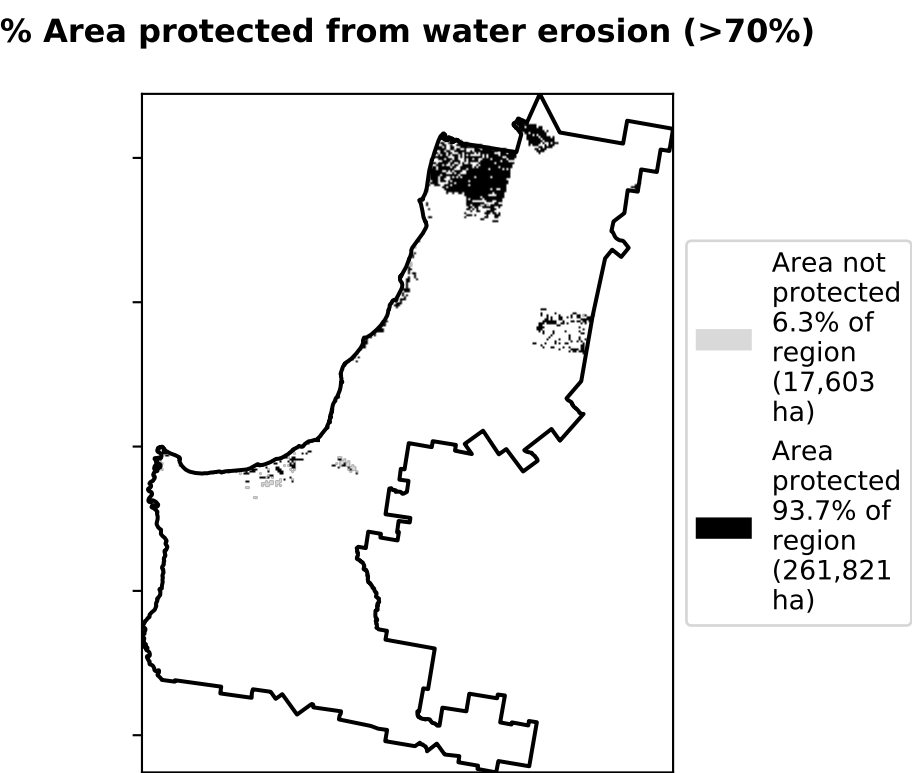 % Area protected from water erosion (>70%)
Area not
protected
6.3% of
region
(17,603
ha)
Area
protected
93.7% of
region
(261,821
ha)